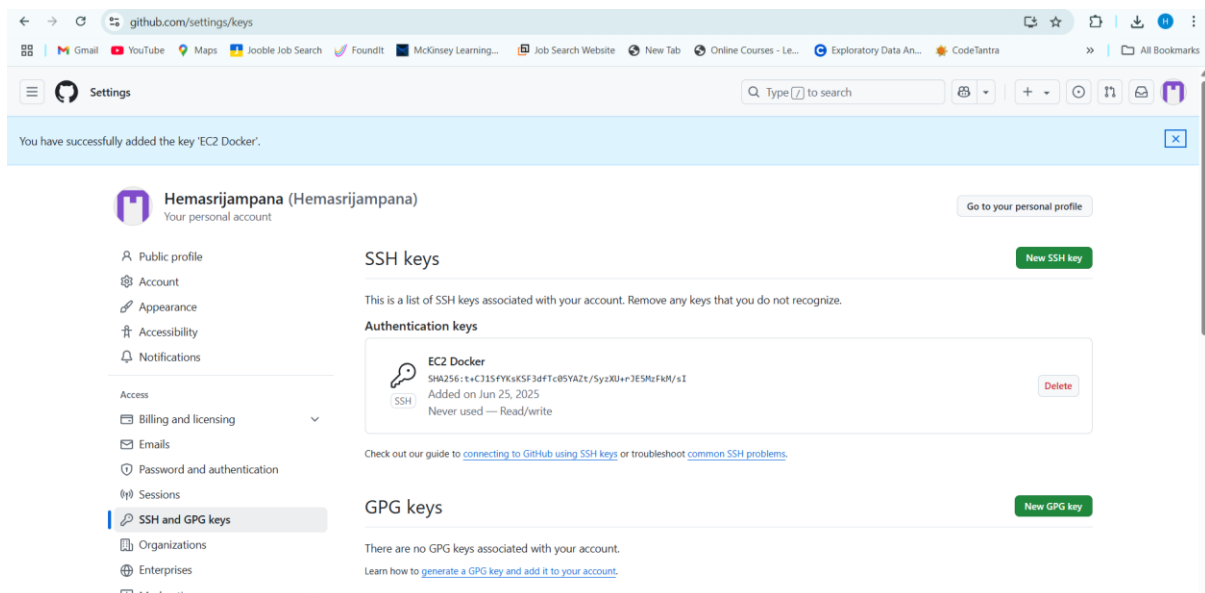 github.com/settings/keys
Gmail YouTube Maps Jooble Job Search FoundIt McKinsey Learning... Job Search Website New Tab Online Courses - Le... Exploratory Data An... CodeTantra » All Bookmarks
Settings
Type / to search
You have successfully added the key 'EC2 Docker'.
Hemasrijampana (Hemasrijampana)
Your personal account
Go to your personal profile
Public profile
Account
Appearance
Accessibility
Notifications
Access
Billing and licensing
Emails
Password and authentication
Sessions
SSH and GPG keys
Organizations
Enterprises
SSH keys
New SSH key
This is a list of SSH keys associated with your account. Remove any keys that you do not recognize.
Authentication keys
EC2 Docker
SHA256:t+CJ1SfYKsKSF3dfTc05YAZt/SyzXU+rJE5MzFkM/sI
SSH
Added on Jun 25, 2025
Never used — Read/write
Delete
Check out our guide to connecting to GitHub using SSH keys or troubleshoot common SSH problems.
GPG keys
New GPG key
There are no GPG keys associated with your account.
Learn how to generate a GPG key and add it to your account.